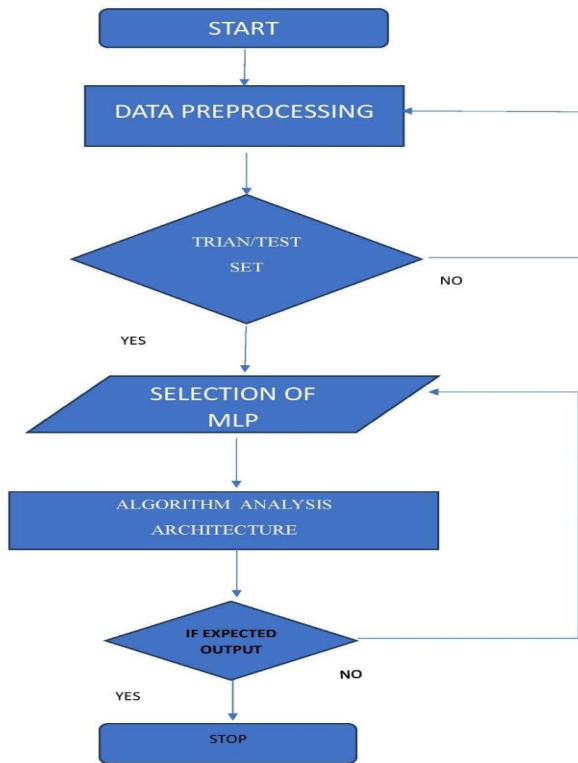 START
DATA PREPROCESSING
TRIAN/TEST
SET
NO
YES
SELECTION OF
MLP
ALGORITHM ANALYSIS
ARCHITECTURE
IF EXPECTED
OUTPUT
NO
YES
STOP